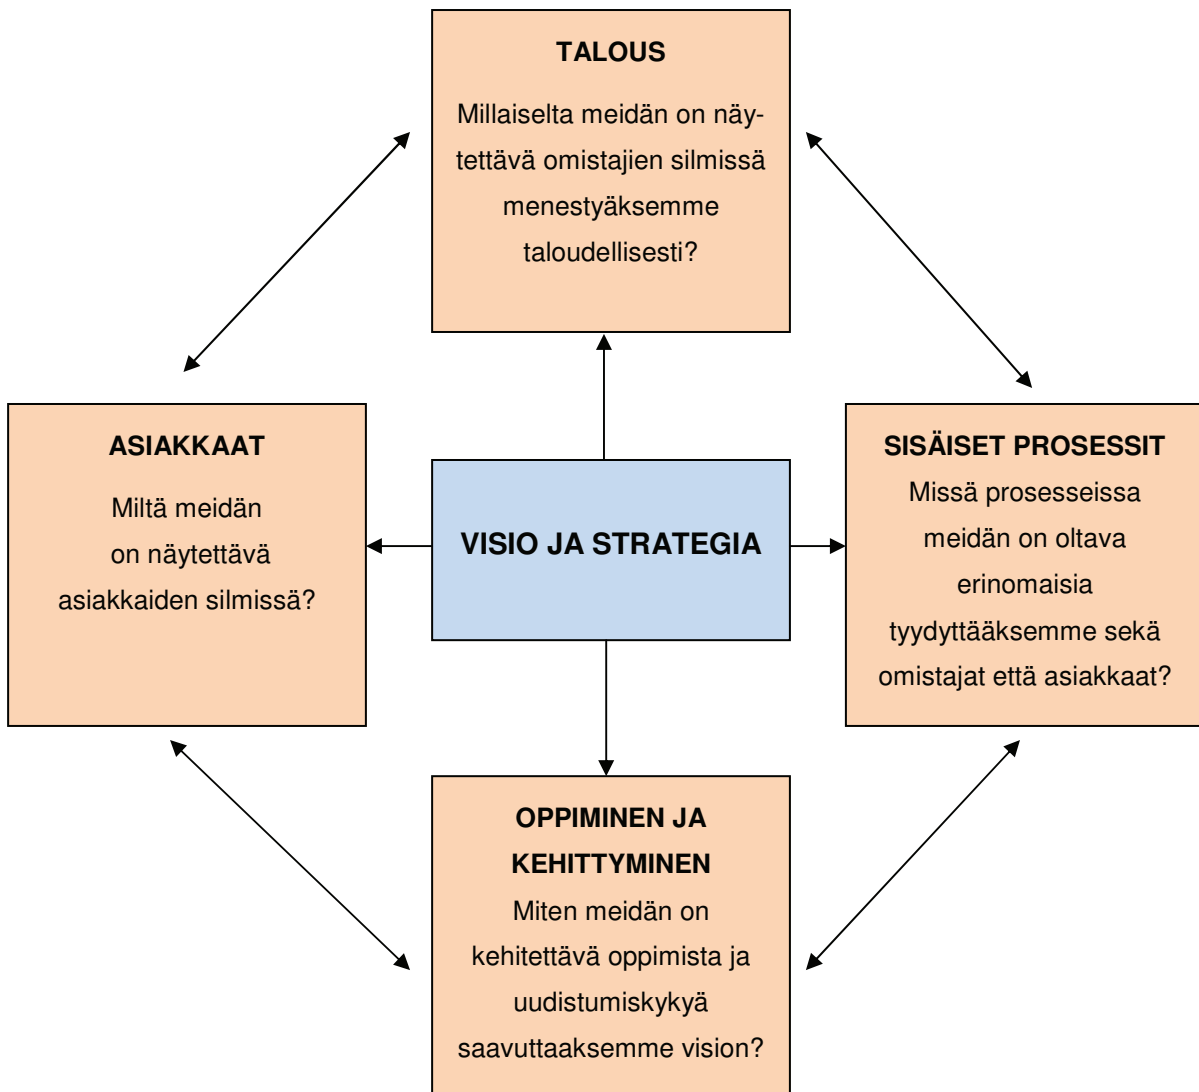 TALOUS
Millaiselta meidän on näy-
tettävä omistajien silmissä
menestyäksemme
taloudellisesti?
ASIAKKAAT
Miltä meidän
on näytettävä
asiakkaiden silmissä?
VISIO JA STRATEGIA
SISÄISET PROSESSIT
Missä prosesseissa
meidän on oltava
erinomaisia
tyydyttääksemme sekä
omistajat että asiakkaat?
OPPIMINEN JA
KEHITTYMINEN
Miten meidän on
kehitettävä oppimista ja
uudistumiskykyä
saavuttaaksemme vision?